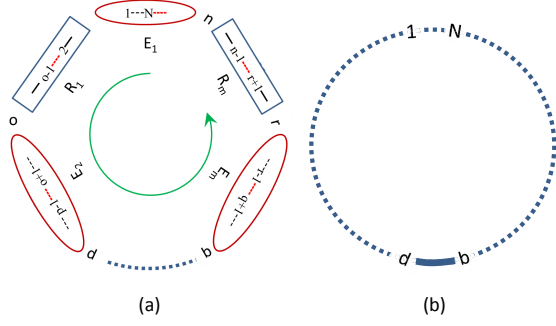 1---N----
n
E₁
o-1----2
R₁
n-1----r+1
Rₘ
o
r
E₂
---o+1----p-1---
Eₘ
---r-1----q+1---
p
q
(a)
1
N
p
q
(b)